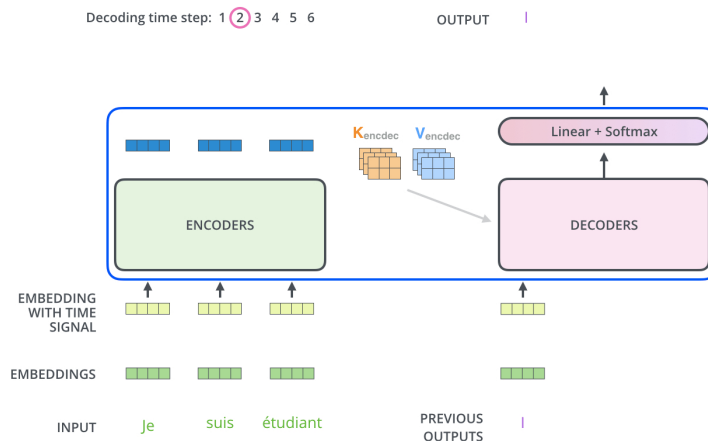 Decoding time step: 1 2 3 4 5 6
OUTPUT I
Kencdec Vencdec
Linear + Softmax
ENCODERS
DECODERS
EMBEDDING
WITH TIME
SIGNAL
EMBEDDINGS
INPUT Je suis étudiant
PREVIOUS
OUTPUTS
I